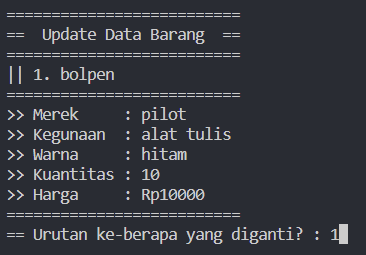 ==========================
==  Update Data Barang  ==
==========================
|| 1. bolpen
==========================
>> Merek     : pilot
>> Kegunaan  : alat tulis
>> Warna     : hitam
>> Kuantitas : 10
>> Harga     : Rp10000
==========================
== Urutan ke-berapa yang diganti? : 1